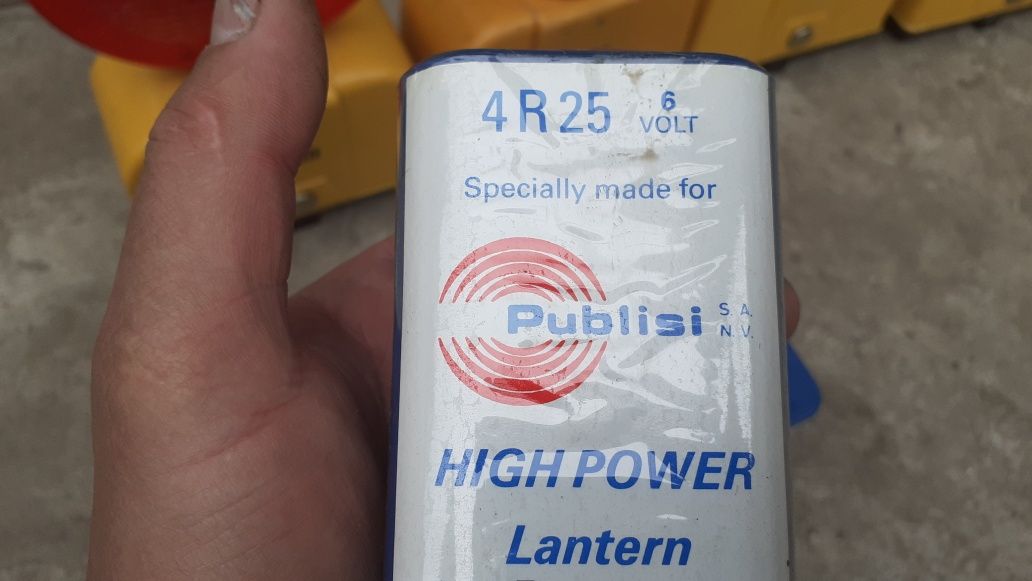 4R25 6 VOLT
Specially made for
Publisi S.A. N.V.
HIGH POWER
Lantern